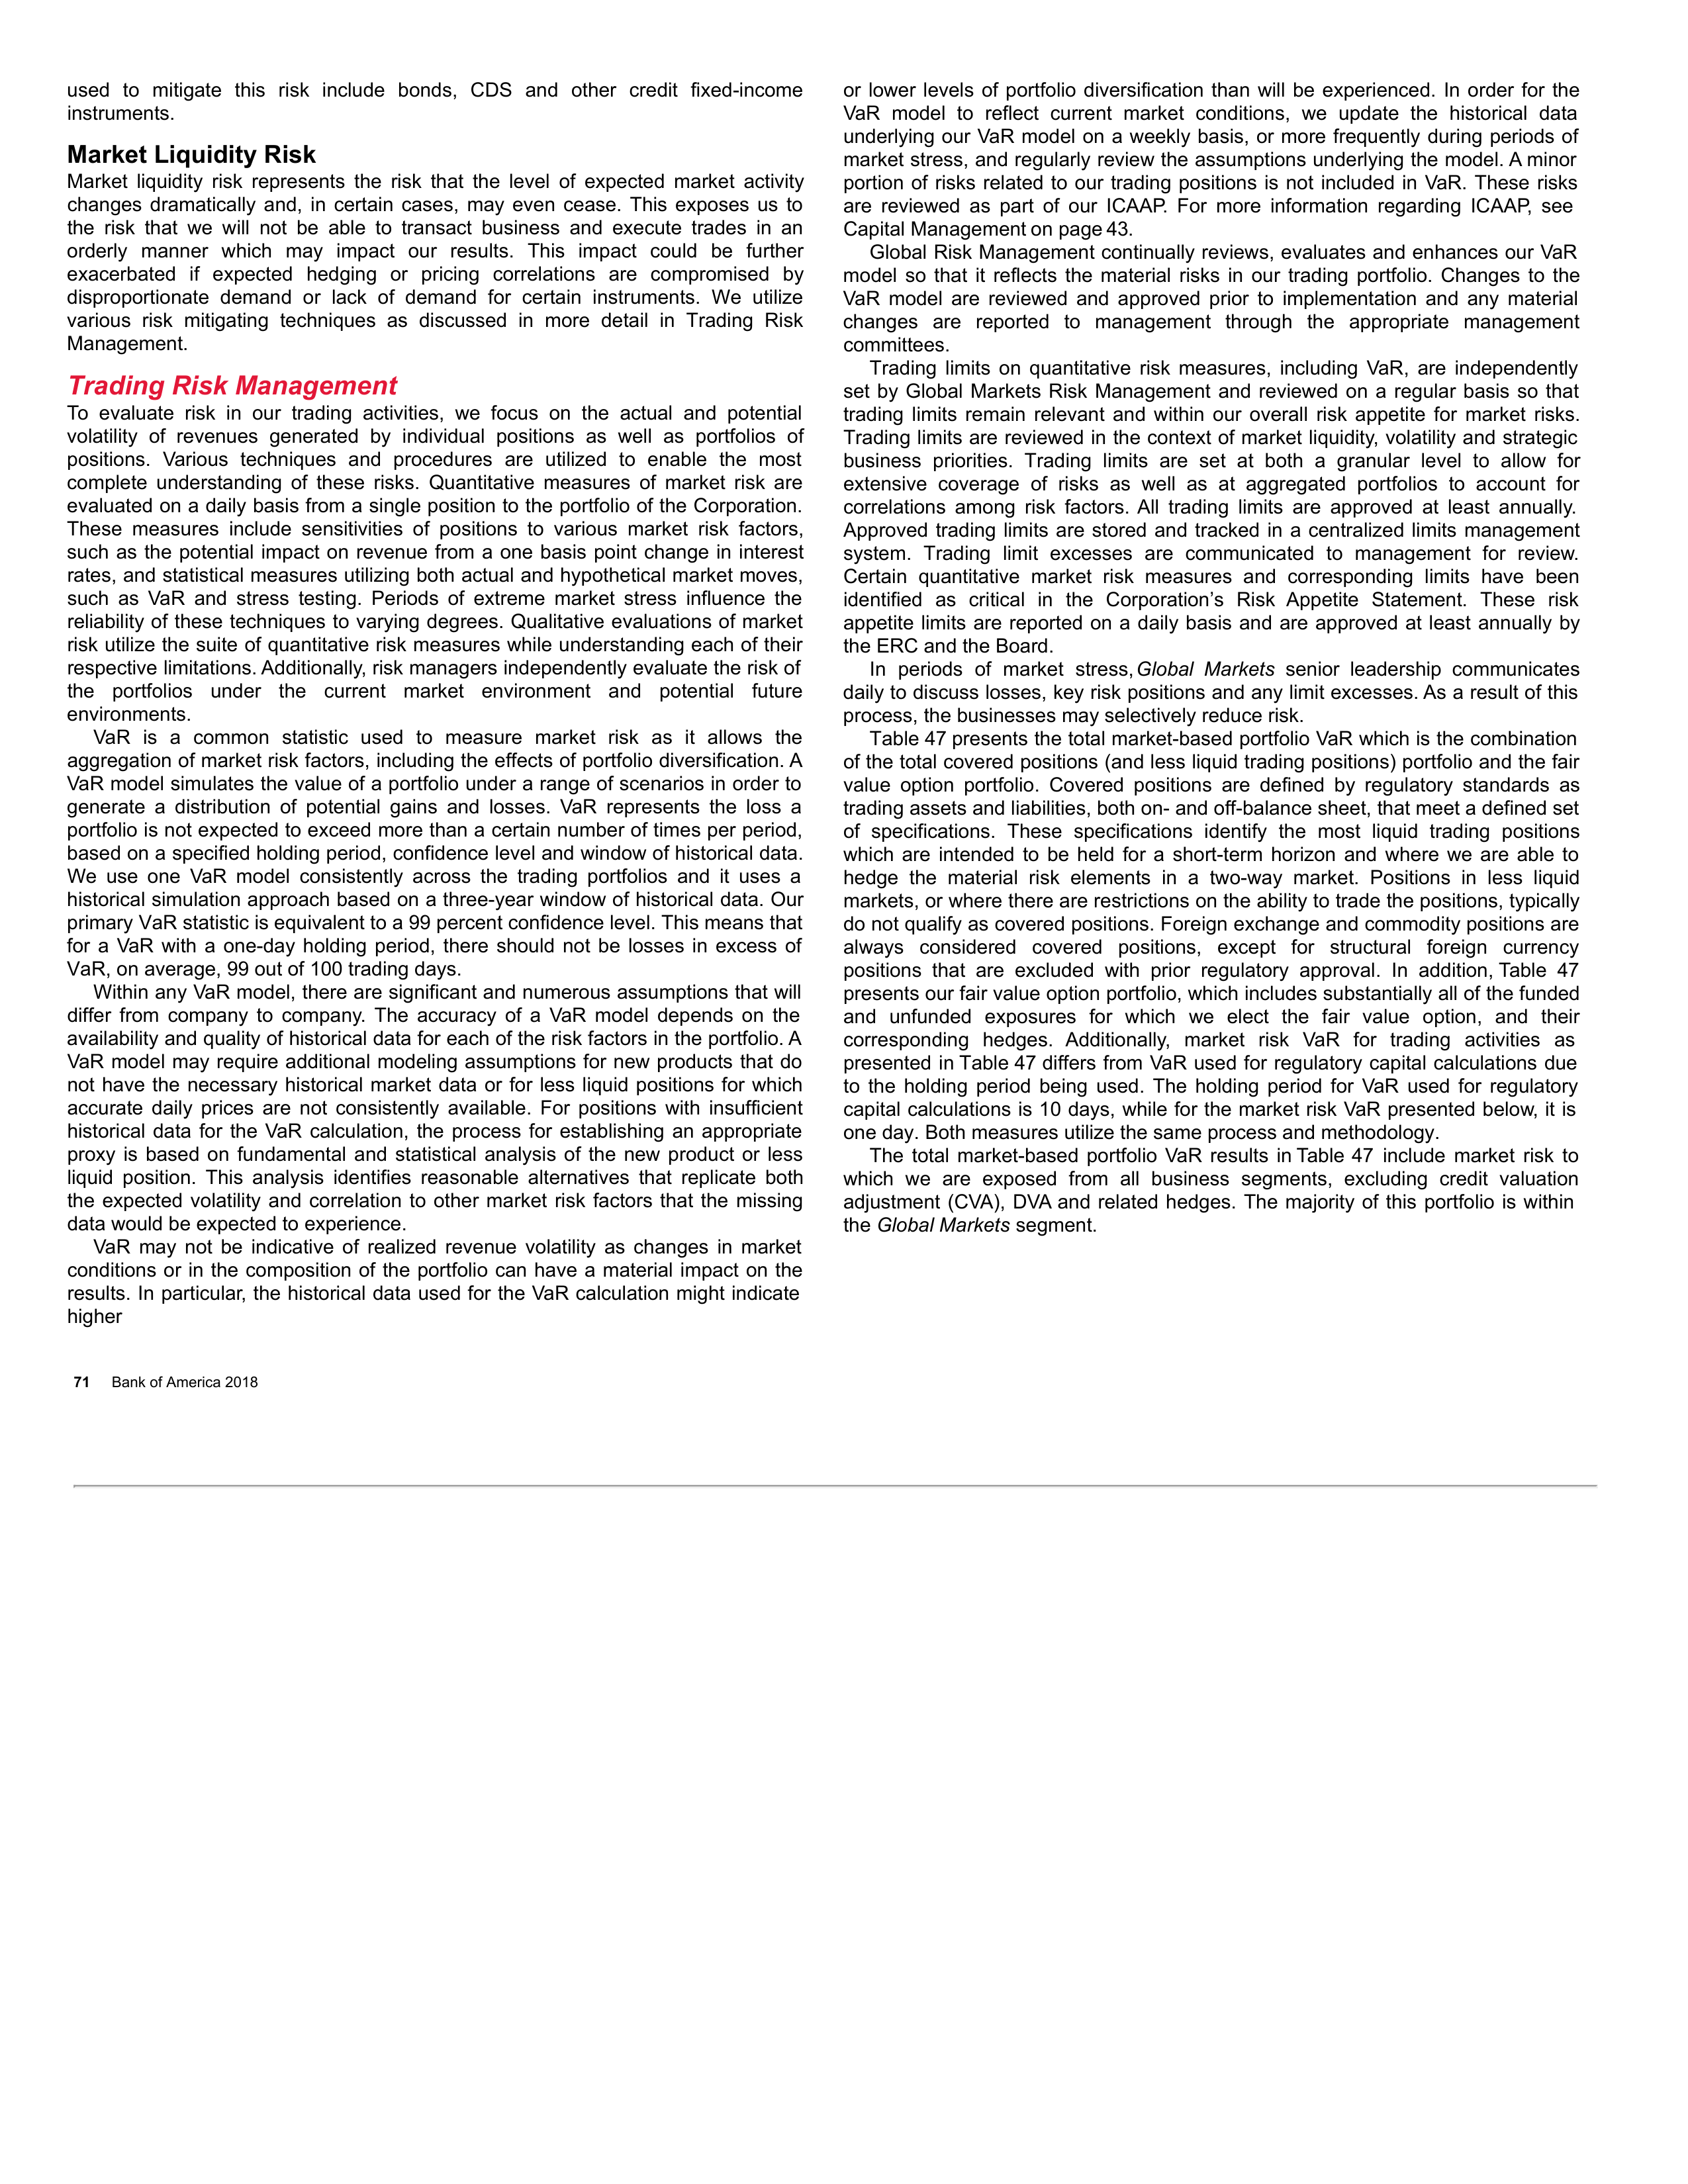 used to mitigate this risk include bonds, CDS and other credit fixed-income
instruments.
Market Liquidity Risk
Market liquidity risk represents the risk that the level of expected market activity
changes dramatically and, in certain cases, may even cease. This exposes us to
the risk that we will not be able to transact business and execute trades in an
orderly manner which may impact our results. This impact could be further
exacerbated if expected hedging or pricing correlations are compromised by
disproportionate demand or lack of demand for certain instruments. We utilize
various risk mitigating techniques as discussed in more detail in Trading Risk
Management.
Trading Risk Management
To evaluate risk in our trading activities, we focus on the actual and potential
volatility of revenues generated by individual positions as well as portfolios of
positions. Various techniques and procedures are utilized to enable the most
complete understanding of these risks. Quantitative measures of market risk are
evaluated on a daily basis from a single position to the portfolio of the Corporation.
These measures include sensitivities of positions to various market risk factors,
such as the potential impact on revenue from a one basis point change in interest
rates, and statistical measures utilizing both actual and hypothetical market moves,
such as VaR and stress testing. Periods of extreme market stress influence the
reliability of these techniques to varying degrees. Qualitative evaluations of market
risk utilize the suite of quantitative risk measures while understanding each of their
respective limitations. Additionally, risk managers independently evaluate the risk of
the portfolios under the current market environment and potential future
environments.
VaR is a common statistic used to measure market risk as it allows the
aggregation of market risk factors, including the effects of portfolio diversification. A
VaR model simulates the value of a portfolio under a range of scenarios in order to
generate a distribution of potential gains and losses. VaR represents the loss a
portfolio is not expected to exceed more than a certain number of times per period,
based on a specified holding period, confidence level and window of historical data.
We use one VaR model consistently across the trading portfolios and it uses a
historical simulation approach based on a three-year window of historical data. Our
primary VaR statistic is equivalent to a 99 percent confidence level. This means that
for a VaR with a one-day holding period, there should not be losses in excess of
VaR, on average, 99 out of 100 trading days.
Within any VaR model, there are significant and numerous assumptions that will
differ from company to company. The accuracy of a VaR model depends on the
availability and quality of historical data for each of the risk factors in the portfolio. A
VaR model may require additional modeling assumptions for new products that do
not have the necessary historical market data or for less liquid positions for which
accurate daily prices are not consistently available. For positions with insufficient
historical data for the VaR calculation, the process for establishing an appropriate
proxy is based on fundamental and statistical analysis of the new product or less
liquid position. This analysis identifies reasonable alternatives that replicate both
the expected volatility and correlation to other market risk factors that the missing
data would be expected to experience.
VaR may not be indicative of realized revenue volatility as changes in market
conditions or in the composition of the portfolio can have a material impact on the
results. In particular, the historical data used for the VaR calculation might indicate
higher
or lower levels of portfolio diversification than will be experienced. In order for the
VaR model to reflect current market conditions, we update the historical data
underlying our VaR model on a weekly basis, or more frequently during periods of
market stress, and regularly review the assumptions underlying the model. A minor
portion of risks related to our trading positions is not included in VaR. These risks
are reviewed as part of our ICAAP. For more information regarding ICAAP, see
Capital Management on page 43.
Global Risk Management continually reviews, evaluates and enhances our VaR
model so that it reflects the material risks in our trading portfolio. Changes to the
VaR model are reviewed and approved prior to implementation and any material
changes are reported to management through the appropriate management
committees.
Trading limits on quantitative risk measures, including VaR, are independently
set by Global Markets Risk Management and reviewed on a regular basis so that
trading limits remain relevant and within our overall risk appetite for market risks.
Trading limits are reviewed in the context of market liquidity, volatility and strategic
business priorities. Trading limits are set at both a granular level to allow for
extensive coverage of risks as well as at aggregated portfolios to account for
correlations among risk factors. All trading limits are approved at least annually.
Approved trading limits are stored and tracked in a centralized limits management
system. Trading limit excesses are communicated to management for review.
Certain quantitative market risk measures and corresponding limits have been
identified as critical in the Corporation’s Risk Appetite Statement. These risk
appetite limits are reported on a daily basis and are approved at least annually by
the ERC and the Board.
In periods of market stress, Global Markets senior leadership communicates
daily to discuss losses, key risk positions and any limit excesses. As a result of this
process, the businesses may selectively reduce risk.
Table 47 presents the total market-based portfolio VaR which is the combination
of the total covered positions (and less liquid trading positions) portfolio and the fair
value option portfolio. Covered positions are defined by regulatory standards as
trading assets and liabilities, both on- and off-balance sheet, that meet a defined set
of specifications. These specifications identify the most liquid trading positions
which are intended to be held for a short-term horizon and where we are able to
hedge the material risk elements in a two-way market. Positions in less liquid
markets, or where there are restrictions on the ability to trade the positions, typically
do not qualify as covered positions. Foreign exchange and commodity positions are
always considered covered positions, except for structural foreign currency
positions that are excluded with prior regulatory approval. In addition, Table 47
presents our fair value option portfolio, which includes substantially all of the funded
and unfunded exposures for which we elect the fair value option, and their
corresponding hedges. Additionally, market risk VaR for trading activities as
presented in Table 47 differs from VaR used for regulatory capital calculations due
to the holding period being used. The holding period for VaR used for regulatory
capital calculations is 10 days, while for the market risk VaR presented below, it is
one day. Both measures utilize the same process and methodology.
The total market-based portfolio VaR results in Table 47 include market risk to
which we are exposed from all business segments, excluding credit valuation
adjustment (CVA), DVA and related hedges. The majority of this portfolio is within
the Global Markets segment.
71 Bank of America 2018